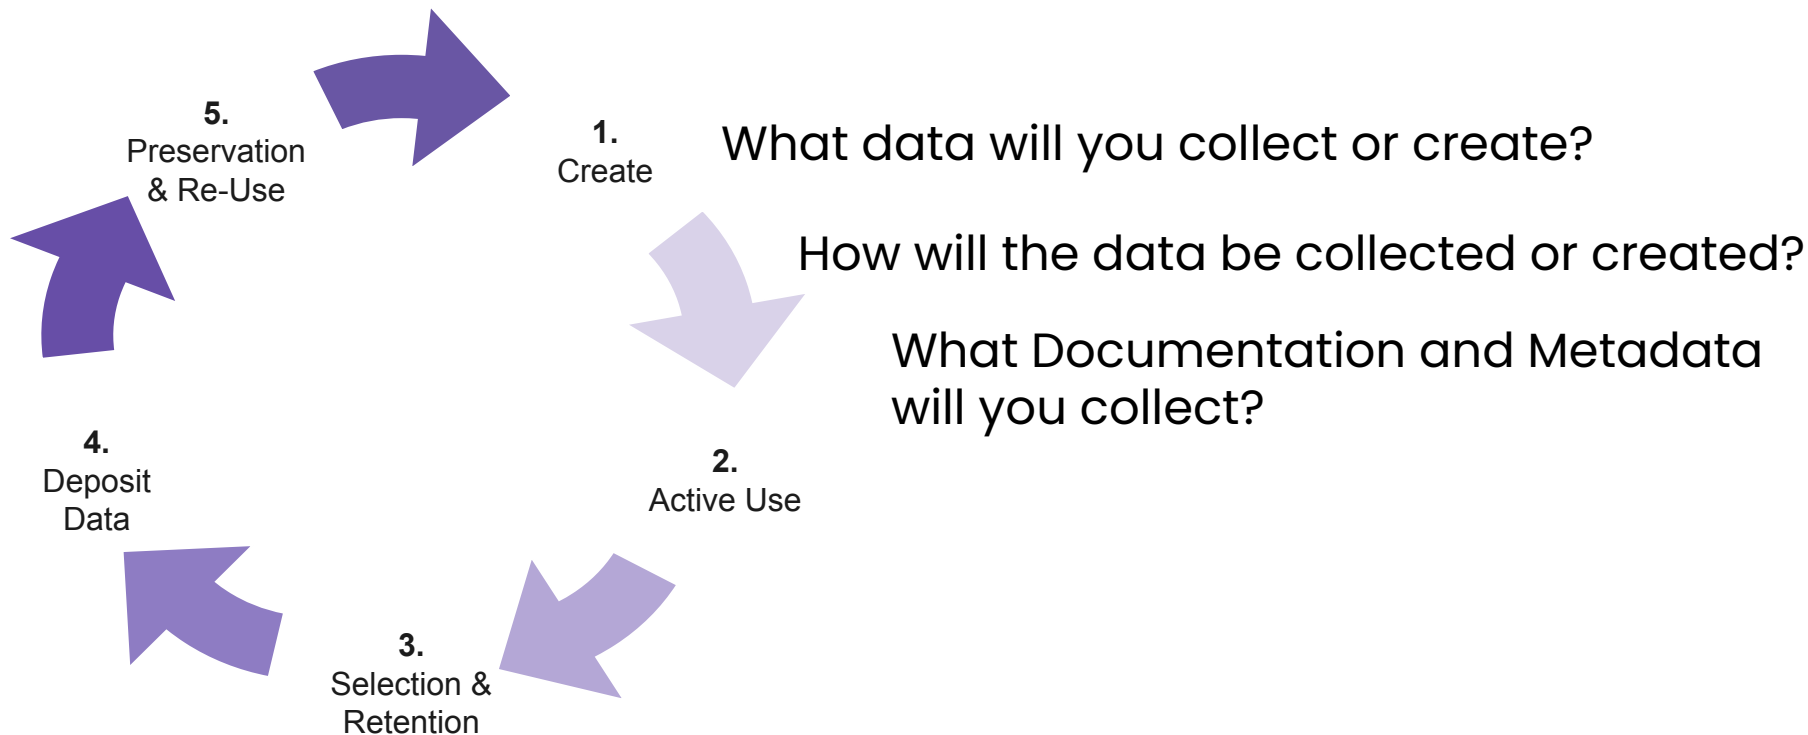 5.
Preservation
& Re-Use
1.
Create
What data will you collect or create?
How will the data be collected or created?
What Documentation and Metadata
will you collect?
2.
Active Use
3.
Selection &
Retention
4.
Deposit
Data